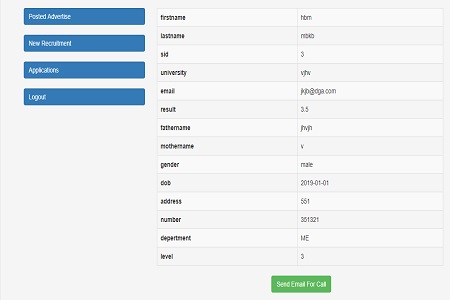 Posted Advertise
New Recruitment
Applications
Logout
firstname hbm
lastname mbkb
sid 3
university vjhv
email jkjb@dga.com
result 3.5
fathername jhvjh
mothername v
gender male
dob 2019-01-01
address 551
number 351321
depertment ME
level 3
Send Email For Call